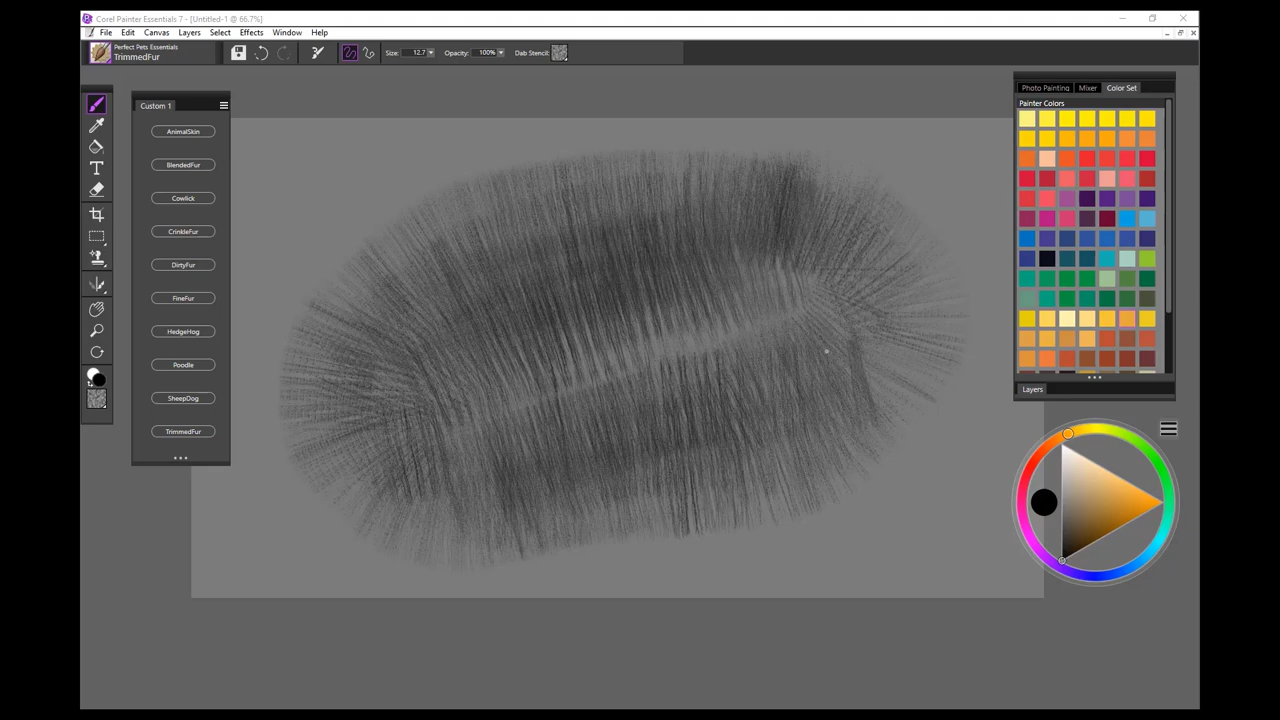 Corel Painter Essentials 7 - [Untitled-1 @ 66.7%]
File Edit Canvas Layers Select Effects Window Help
Perfect Pets Essentials
TrimmedFur
Size: 12.7 Opacity: 100% Dab Stencil:
Custom 1
AnimalSkin
BlendedFur
Cowlick
CrinkleFur
DirtyFur
FineFur
HedgeHog
Poodle
SheepDog
TrimmedFur
Photo Painting Mixer Color Set
Painter Colors
Layers